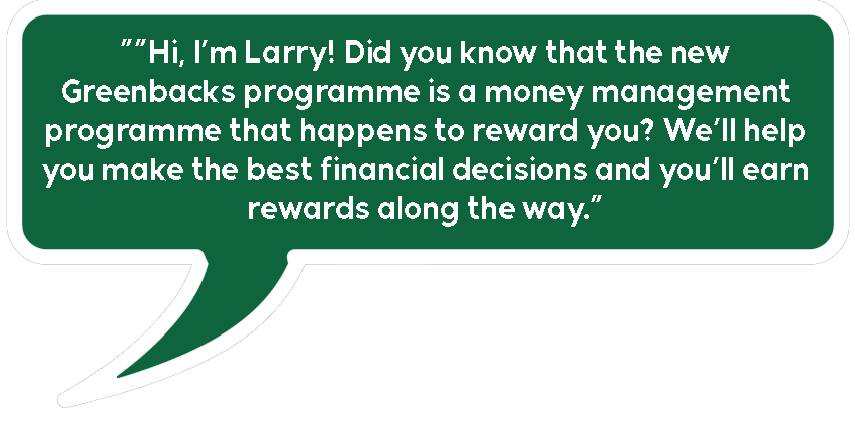 ””Hi, I’m Larry! Did you know that the new
Greenbacks programme is a money management
programme that happens to reward you? We’ll help
you make the best financial decisions and you’ll earn
rewards along the way.”